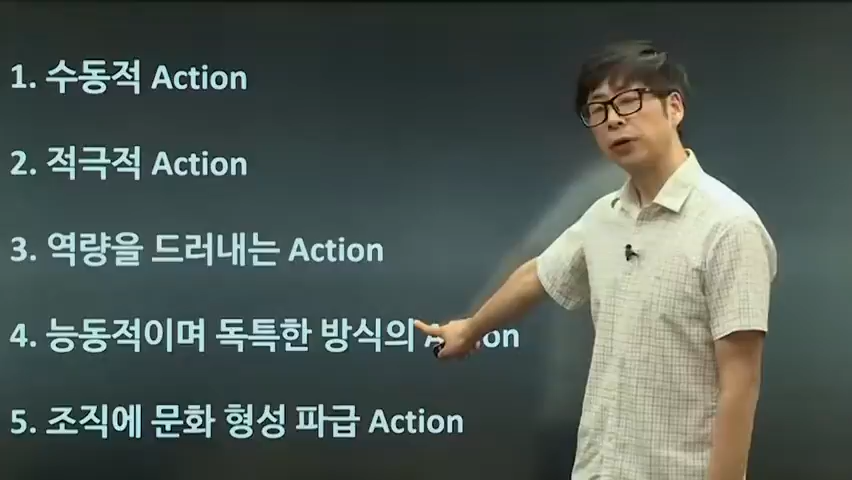 1. 수동적 Action
2. 적극적 Action
3. 역량을 드러내는 Action
4. 능동적이며 독특한 방식의 Action
5. 조직에 문화 형성 파급 Action